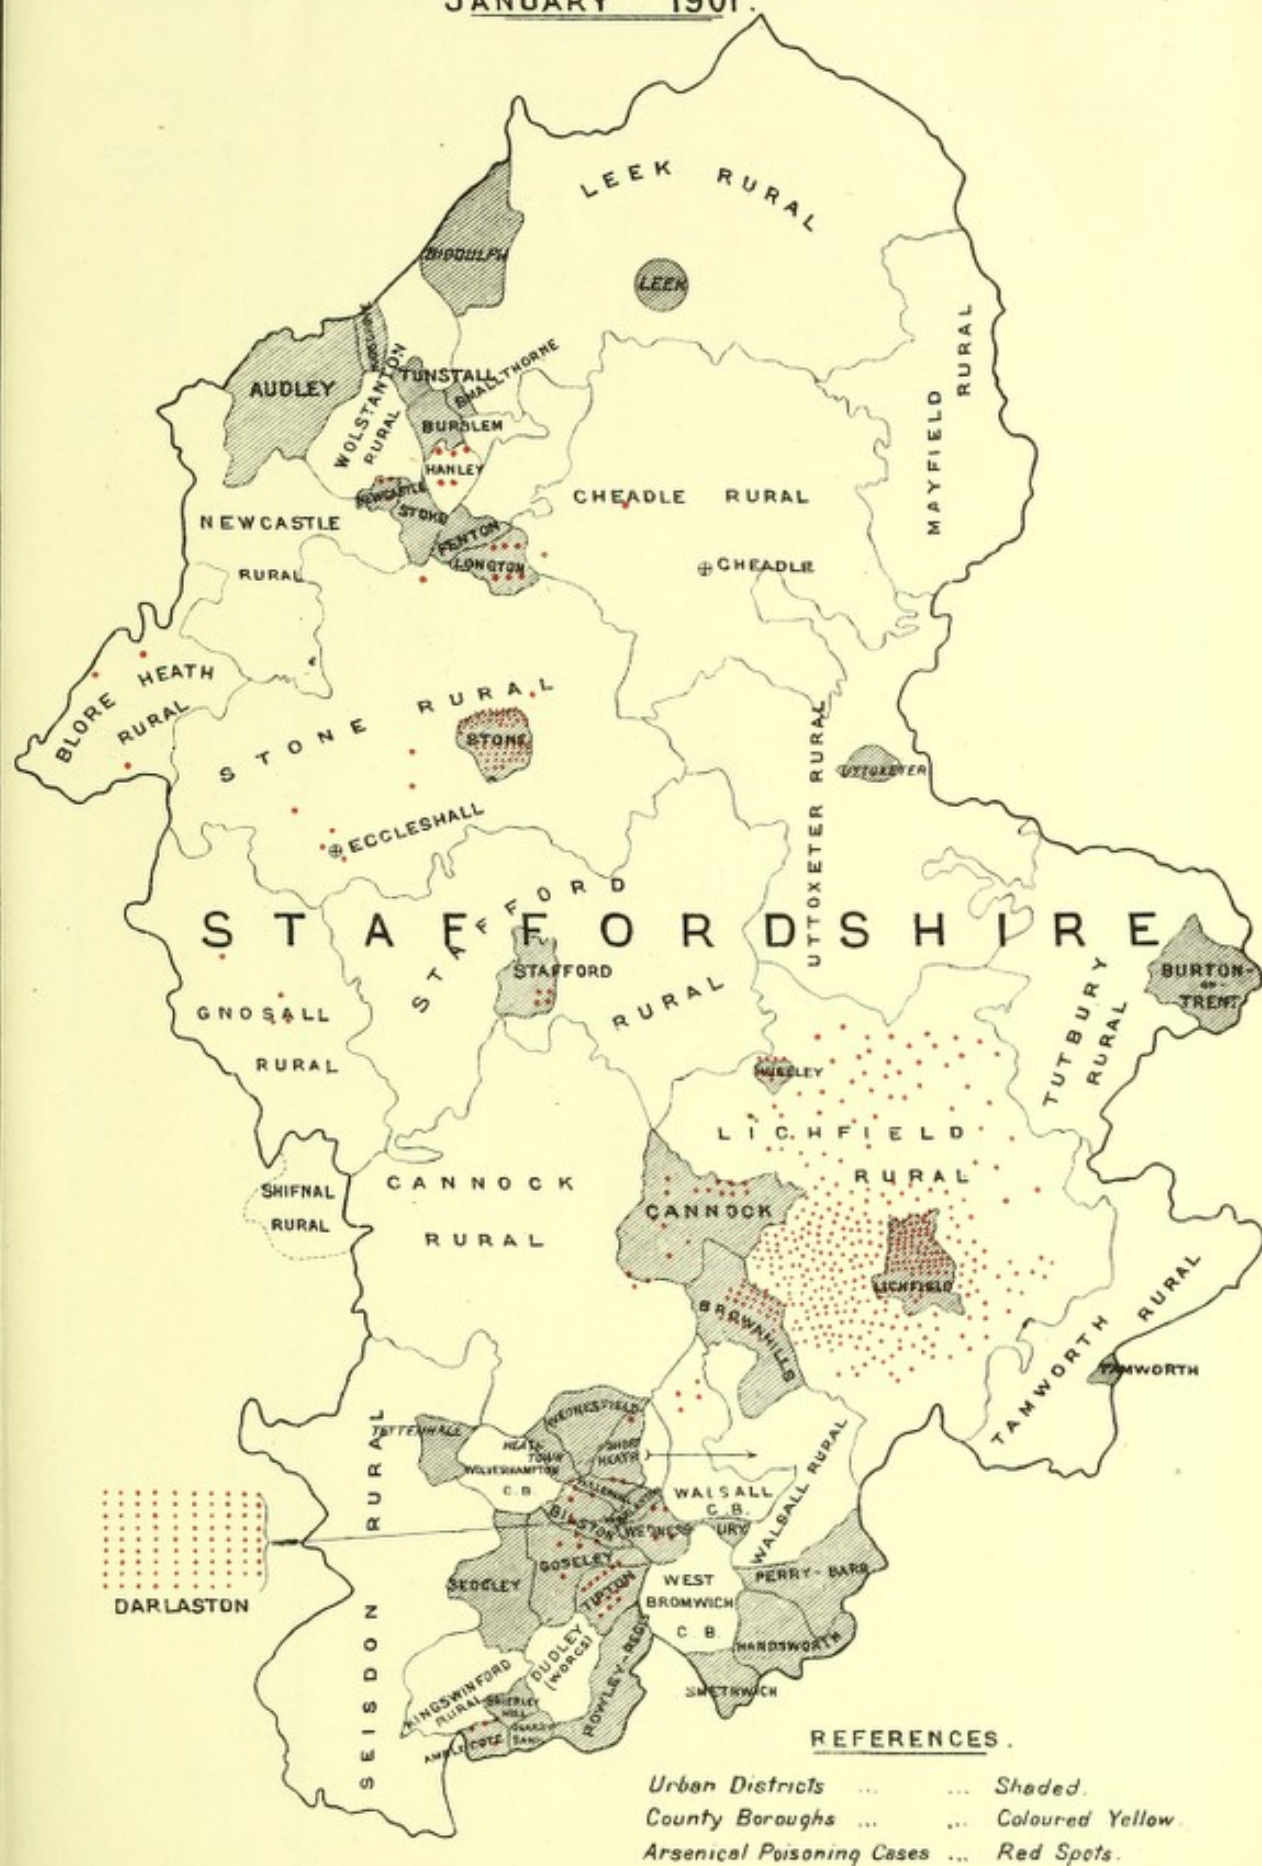 JANUARY 1901.
LEEK RURAL
BIDDULPH
LEEK
MAYFIELD RURAL
AUDLEY
WOLSTANTON RURAL
TUNSTALL
SMALLTHORNE
BURSLEM
HANLEY
NEWCASTLE
STOKE
FENTON
LONGTON
NEWCASTLE
RURAL
CHEADLE RURAL
CHEADLE
BLORE HEATH
RURAL
STONE RURAL
STONE
ECCLESHALL
UTTOXETER RURAL
UTTOXETER
STAFFORDSHIRE
STAFFORD
RURAL
STAFFORD
GNOSALL
RURAL
TUTBURY
RURAL
BURTON-
ON-
TRENT
RUGELEY
LICHFIELD
RURAL
SHIFNAL
RURAL
CANNOCK
RURAL
CANNOCK
LICHFIELD
BROWNHILLS
TAMWORTH RURAL
TAMWORTH
TETTENHALL
WEDNESFIELD
HEATH
TOWN
SHORT
HEATH
WOLVERHAMPTON
C.B.
WALSALL
C.B.
WALSALL RURAL
BILSTON
WEDNESBURY
COSELEY
SEDGLEY
TIPTON
WEST
BROMWICH
C.B.
PERRY-BARR
HANDSWORTH
SMETHWICH
DARLASTON
SEISDON RURAL
DUDLEY
(WORCS)
ROWLEY-REGIS
KINGSWINFORD
RURAL
BRIERLEY
HILL
QUARRY
BANK
AMBLECOTE
REFERENCES.
Urban Districts ... ... Shaded.
County Boroughs ... ... Coloured Yellow.
Arsenical Poisoning Cases ... Red Spots.